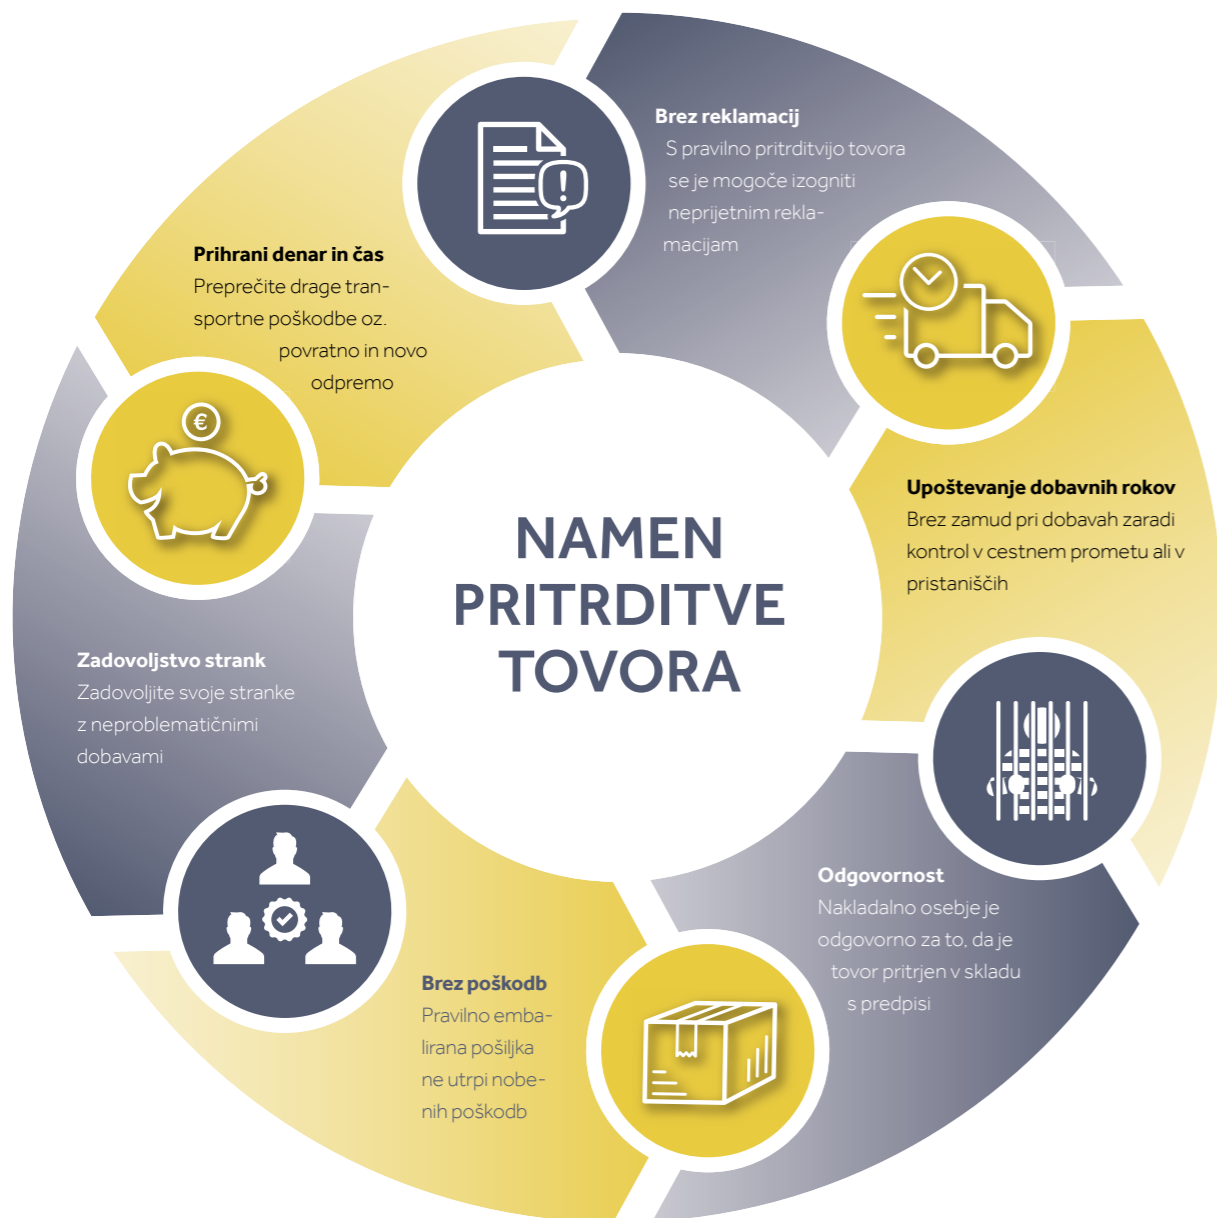 NAMEN
PRITRDITVE
TOVORA
Brez reklamacij
S pravilno pritrditvijo tovora
se je mogoče izogniti
neprijetnim rekla-
macijam
Upoštevanje dobavnih rokov
Brez zamud pri dobavah zaradi
kontrol v cestnem prometu ali v
pristaniščih
Odgovornost
Nakladalno osebje je
odgovorno za to, da je
tovor pritrjen v skladu
s predpisi
Brez poškodb
Pravilno emba-
lirana pošiljka
ne utrpi nobe-
nih poškodb
Zadovoljstvo strank
Zadovoljite svoje stranke
z neproblematičnimi
dobavami
Prihrani denar in čas
Preprečite drage tran-
sportne poškodbe oz.
povratno in novo
odpremo
€